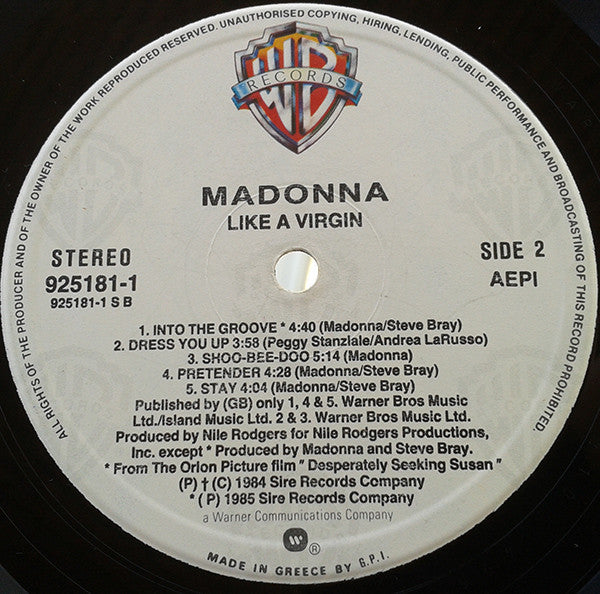 ALL RIGHTS OF THE PRODUCER AND OF THE OWNER OF THE WORK REPRODUCED RESERVED. UNAUTHORISED COPYING, HIRING, LENDING, PUBLIC PERFORMANCE AND BROADCASTING OF THIS RECORD PROHIBITED.
WB
RECORDS
MADONNA
LIKE A VIRGIN
STEREO
925181-1
925181-1 S B
SIDE 2
AEPI
1. INTO THE GROOVE * 4:40 (Madonna/Steve Bray)
2. DRESS YOU UP 3:58 (Peggy Stanziale/Andrea LaRusso)
3. SHOO-BEE-DOO 5:14 (Madonna)
4. PRETENDER 4:28 (Madonna/Steve Bray)
5. STAY 4:04 (Madonna/Steve Bray)
Published by (GB) only 1, 4 & 5. Warner Bros Music
Ltd./Island Music Ltd. 2 & 3. Warner Bros Music Ltd.
Produced by Nile Rodgers for Nile Rodgers Productions,
Inc. except * Produced by Madonna and Steve Bray.
* From The Orion Picture film " Desperately Seeking Susan "
(P) † (C) 1984 Sire Records Company
* ( P) 1985 Sire Records Company
a Warner Communications Company
®
MADE IN GREECE BY G.P.I.